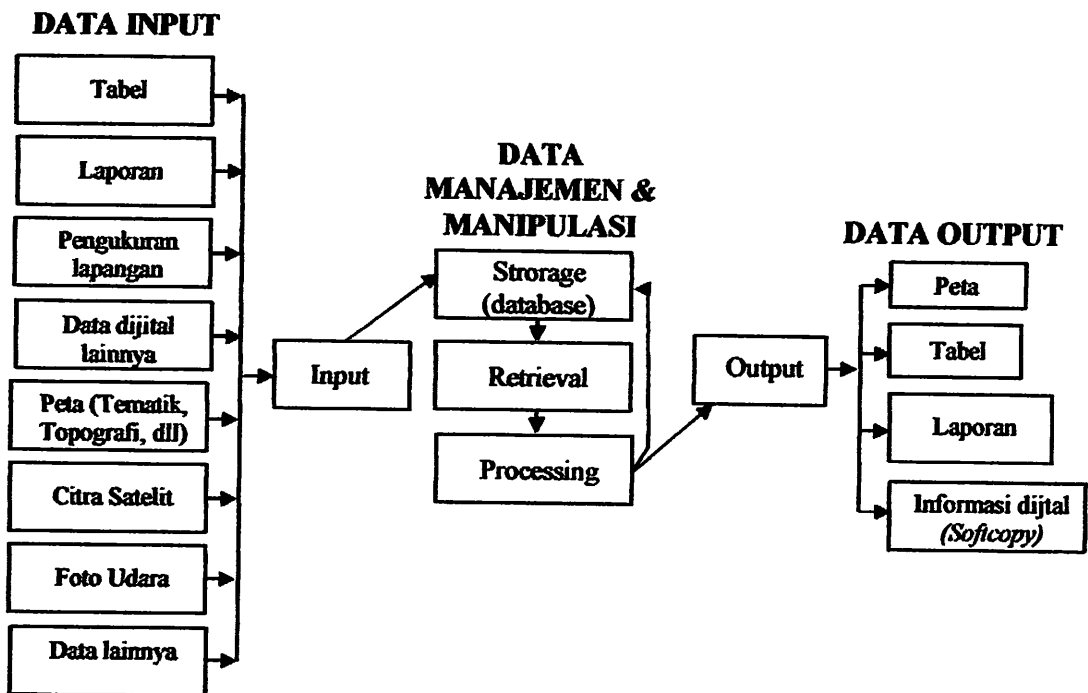 DATA INPUT
Tabel
Laporan
Pengukuran
lapangan
Data dijital
lainnya
Peta (Tematik,
Topografi, dll)
Citra Satelit
Foto Udara
Data lainnya
Input
DATA
MANAJEMEN &
MANIPULASI
Strorage
(database)
Retrieval
Processing
Output
DATA OUTPUT
Peta
Tabel
Laporan
Informasi dijtal
(Softcopy)